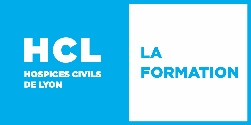 HCL
HOSPICES CIVILS
DE LYON
LA
FORMATION